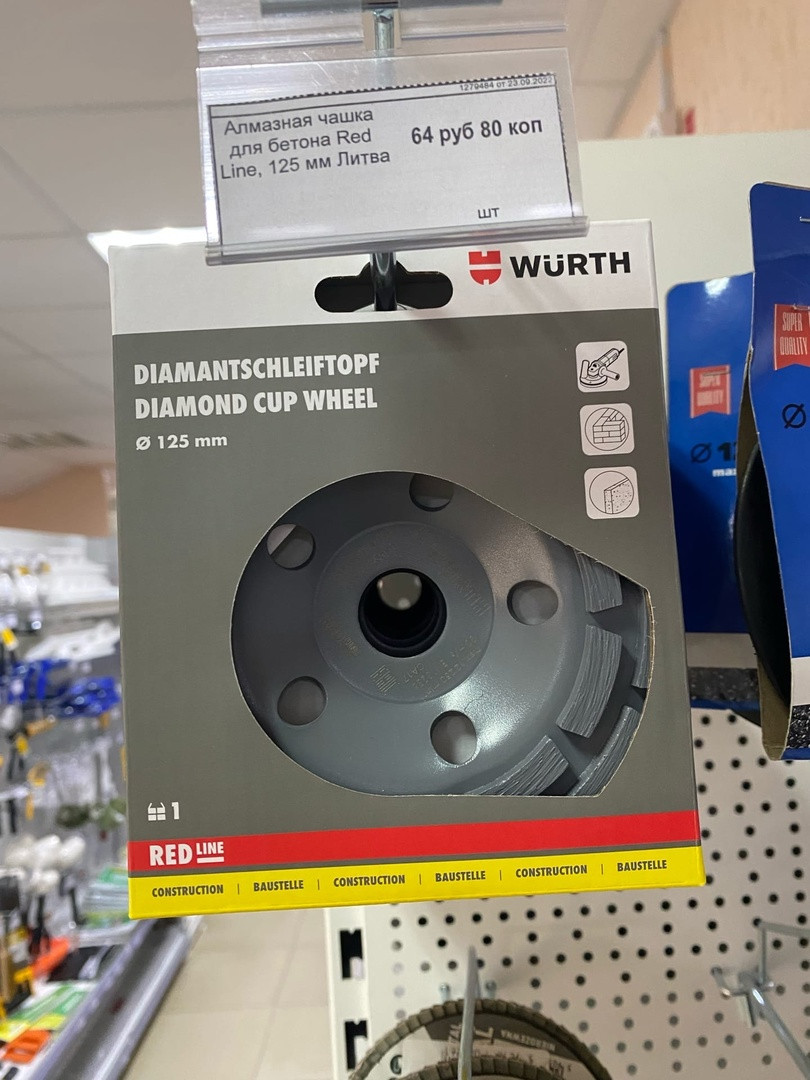 1279484 от 23.09.2022
Алмазная чашка
для бетона Red
Line, 125 мм Литва
64 руб 80 коп
шт
WÜRTH
DIAMANTSCHLEIFTOPF
DIAMOND CUP WHEEL
Ø 125 mm
1
RED LINE
CONSTRUCTION | BAUSTELLE | CONSTRUCTION | BAUSTELLE | CONSTRUCTION | BAUSTELLE
SUPER
QUALITY
Ø
SUPER
QUALITY
Ø